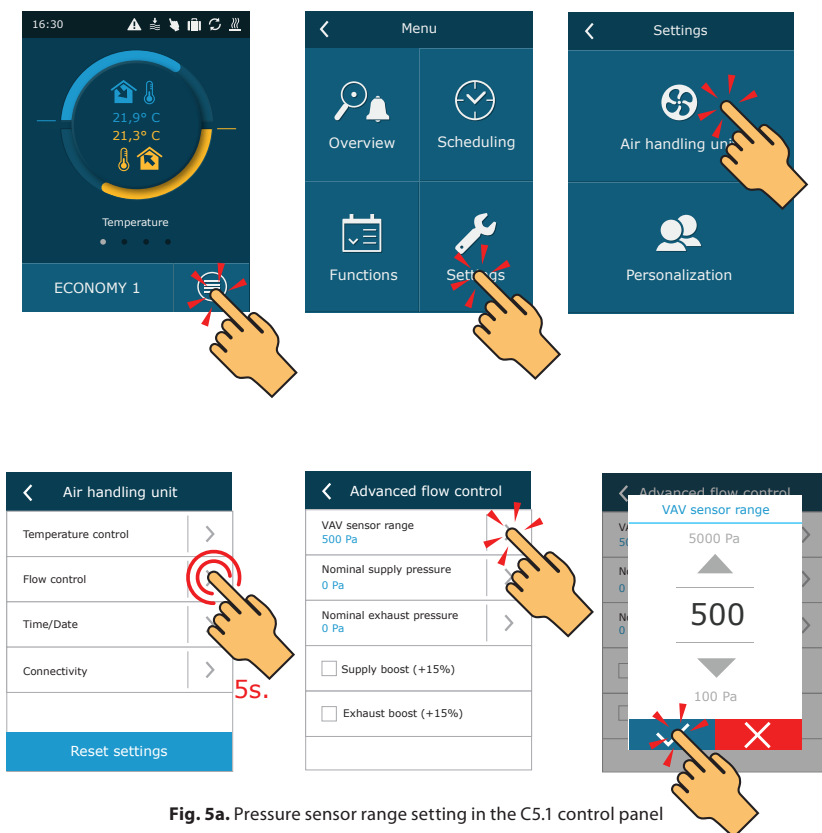 16:30
21,9° C
21,3° C
Temperature
ECONOMY 1
Menu
Overview
Scheduling
Functions
Settings
Settings
Air handling unit
Personalization
Air handling unit
Temperature control
Flow control
Time/Date
Connectivity
5s.
Reset settings
Advanced flow control
VAV sensor range
500 Pa
Nominal supply pressure
0 Pa
Nominal exhaust pressure
0 Pa
Supply boost (+15%)
Exhaust boost (+15%)
Advanced flow control
VAV sensor range
5000 Pa
500
100 Pa
Fig. 5a. Pressure sensor range setting in the C5.1 control panel